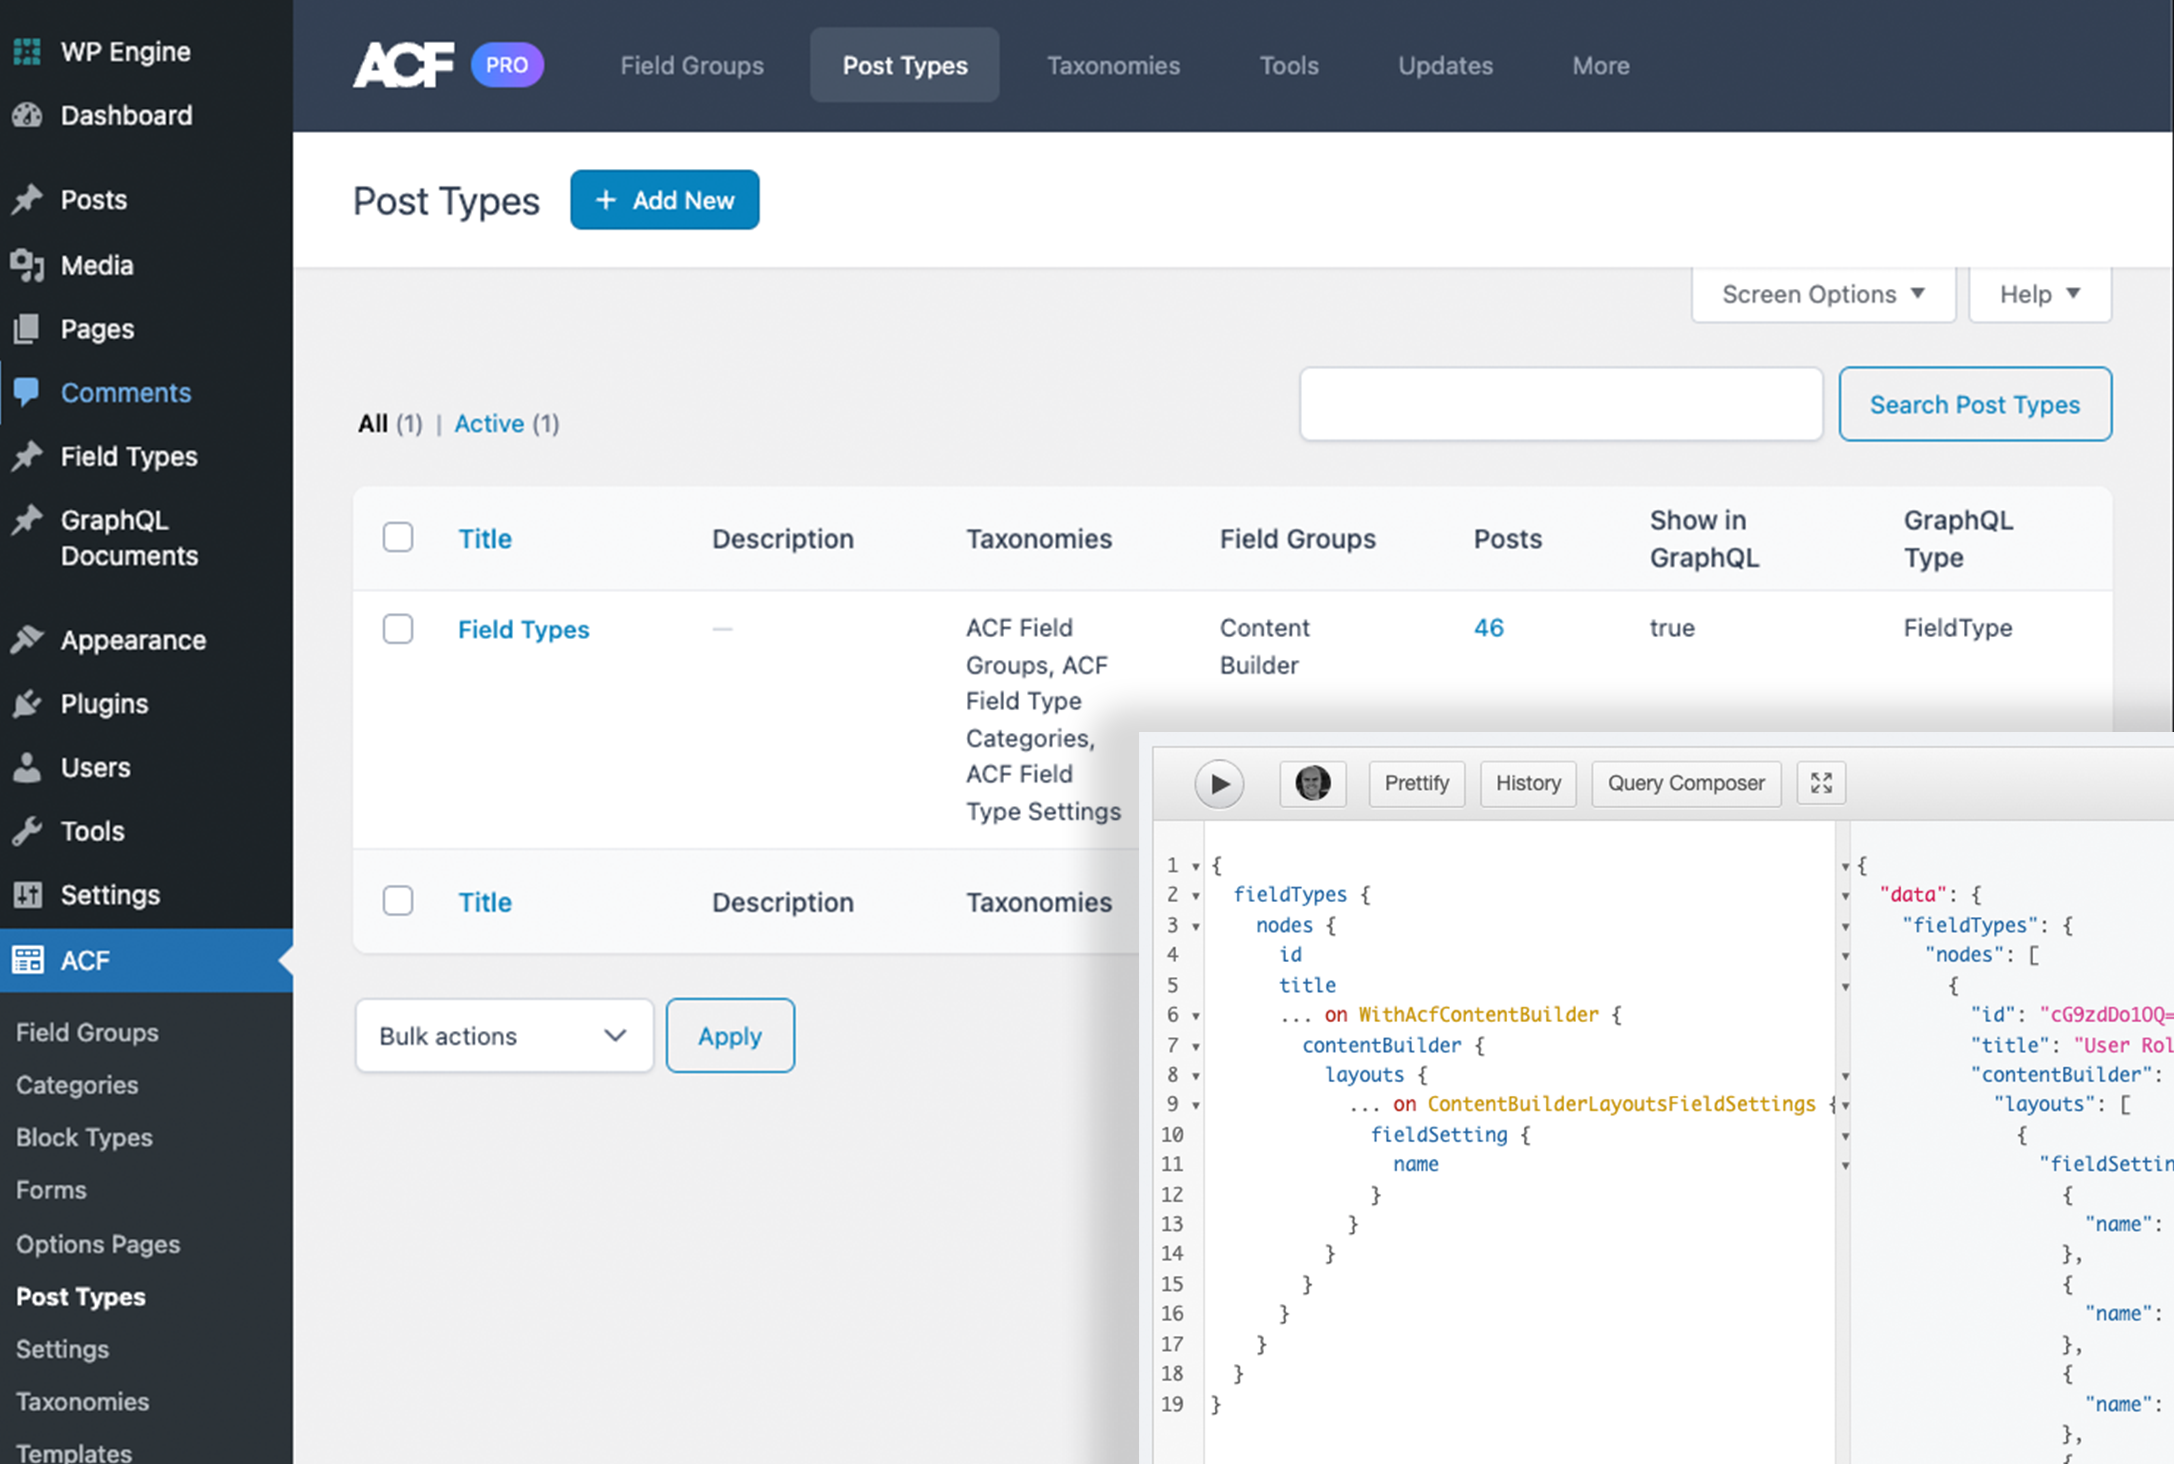 WP Engine
Dashboard
Posts
Media
Pages
Comments
Field Types
GraphQL
Documents
Appearance
Plugins
Users
Tools
Settings
ACF
Field Groups
Categories
Block Types
Forms
Options Pages
Post Types
Settings
Taxonomies
Templates
ACF PRO Field Groups Post Types Taxonomies Tools Updates More
Post Types + Add New
Screen Options ▼ Help ▼
All (1) | Active (1)
Search Post Types
Title Description Taxonomies Field Groups Posts Show in GraphQL GraphQL Type
Field Types — ACF Field Groups, ACF Field Type Categories, ACF Field Type Settings Content Builder 46 true FieldType
Title Description Taxonomies
Bulk actions Apply
Prettify History Query Composer
1 {
2 fieldTypes {
3 nodes {
4 id
5 title
6 ... on WithAcfContentBuilder {
7 contentBuilder {
8 layouts {
9 ... on ContentBuilderLayoutsFieldSettings {
10 fieldSetting {
11 name
12 }
13 }
14 }
15 }
16 }
17 }
18 }
19 }
{
"data": {
"fieldTypes": {
"nodes": [
{
"id": "cG9zdDo1OQ=
"title": "User Rol
"contentBuilder":
"layouts": [
{
"fieldSettin
{
"name":
},
{
"name":
},
{
"name":
},
{